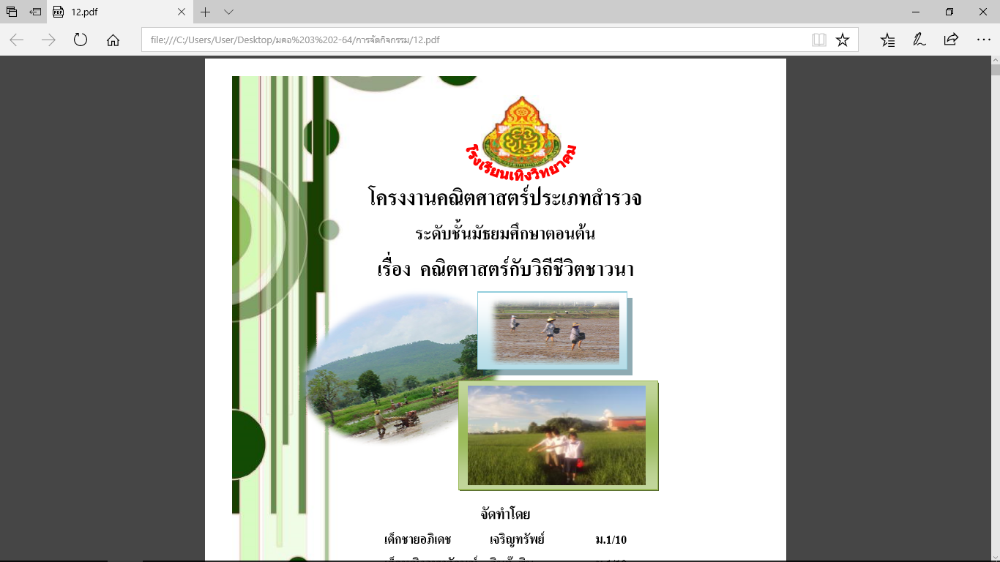 12.pdf
file:///C:/Users/User/Desktop/มคอ%203%202-64/การจัดกิจกรรม/12.pdf
โรงเรียนเทิงวิทยาคม
โครงงานคณิตศาสตร์ประเภทสำรวจ
ระดับชั้นมัธยมศึกษาตอนต้น
เรื่อง คณิตศาสตร์กับวิถีชีวิตชาวนา
จัดทำโดย
เด็กชายอภิเดช เจริญทรัพย์ ม.1/10